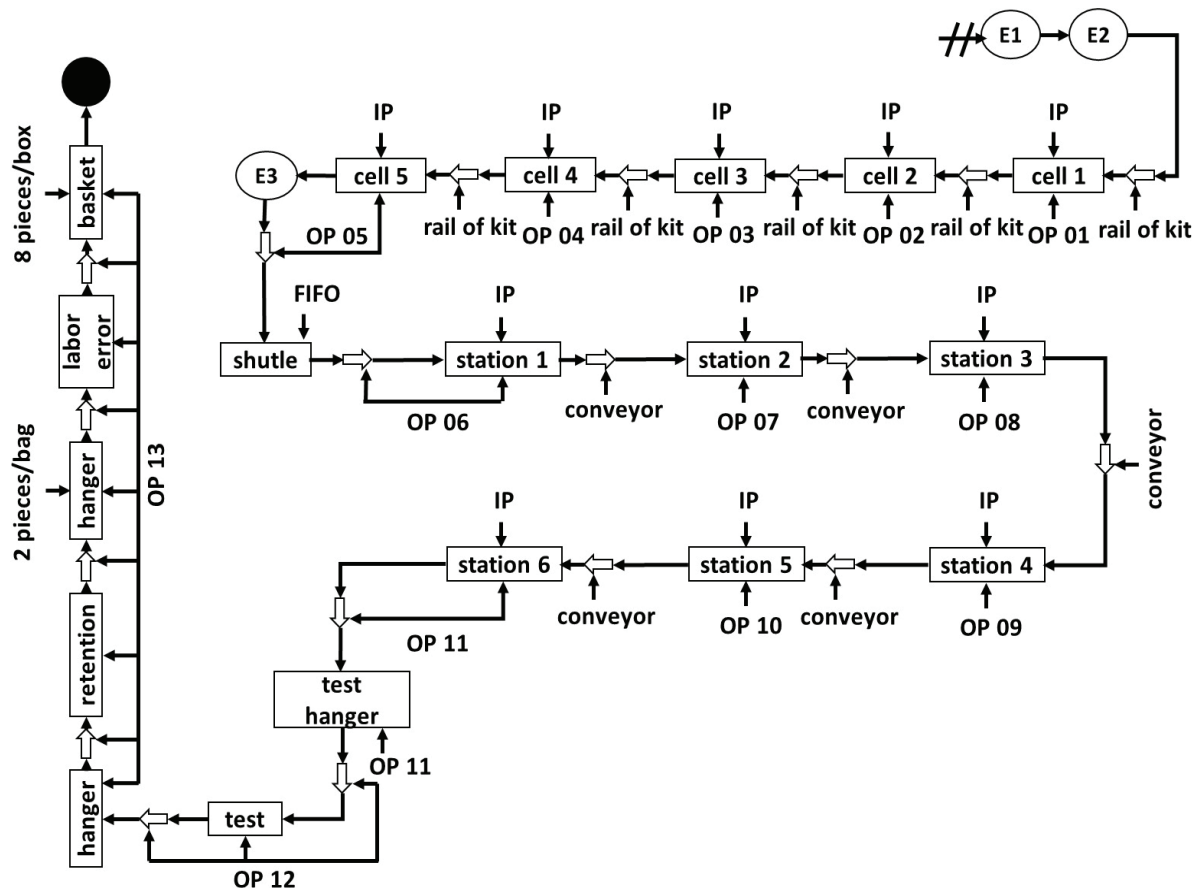 E1
E2
IP
IP
IP
IP
IP
E3
cell 5
cell 4
cell 3
cell 2
cell 1
rail of kit
rail of kit
rail of kit
rail of kit
rail of kit
OP 05
OP 04
OP 03
OP 02
OP 01
FIFO
IP
IP
IP
shutle
station 1
station 2
station 3
conveyor
conveyor
OP 06
OP 07
OP 08
conveyor
IP
IP
IP
station 6
station 5
station 4
conveyor
conveyor
OP 11
OP 10
OP 09
test
hanger
OP 11
test
OP 12
hanger
retention
hanger
labor
error
basket
OP 13
2 pieces/bag
8 pieces/box